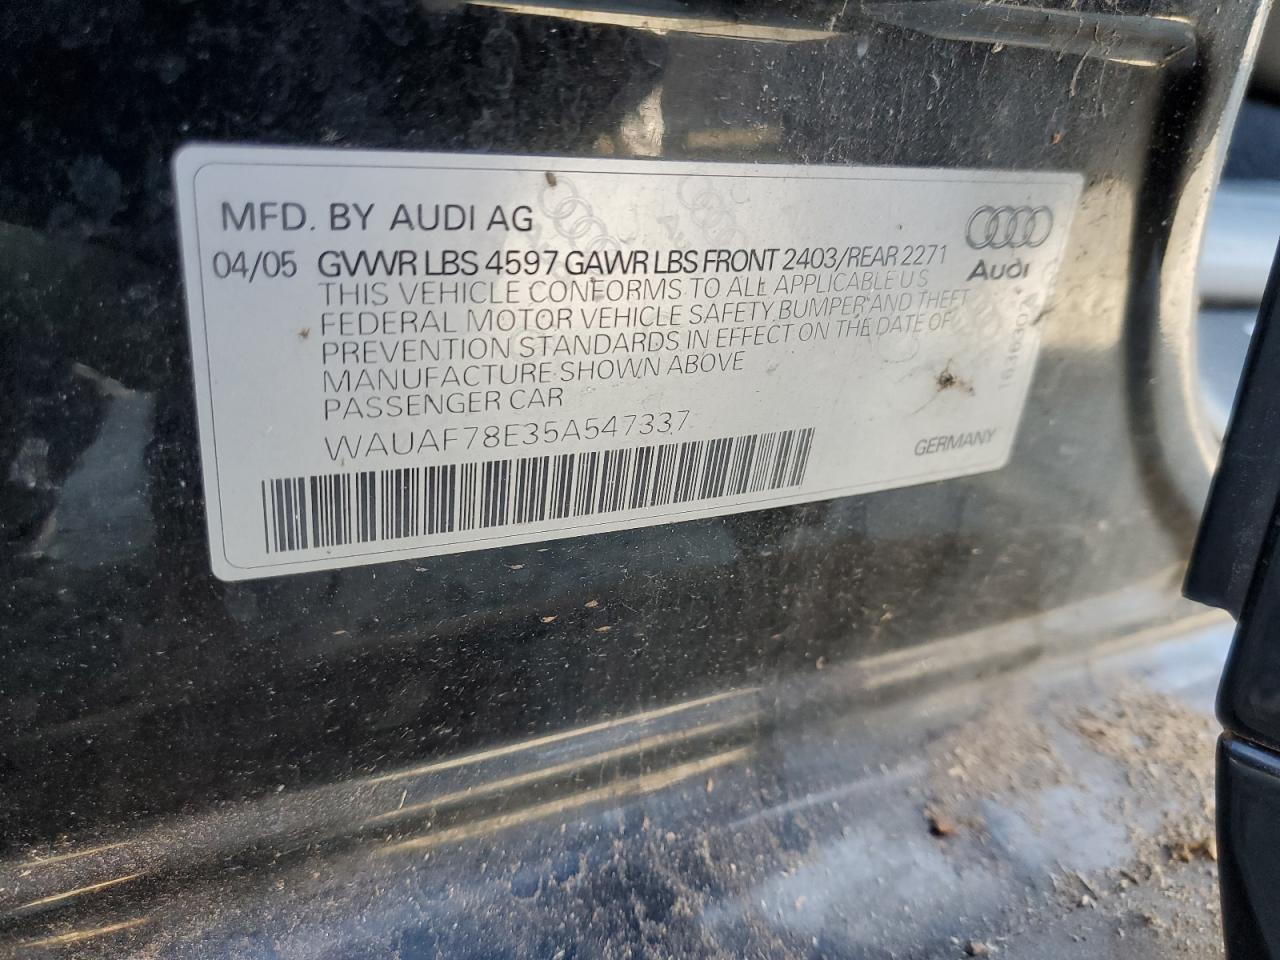 MFD. BY AUDI AG
04/05 GVWR LBS 4597 GAWR LBS FRONT 2403/REAR 2271
Audi
THIS VEHICLE CONFORMS TO ALL APPLICABLE U S
FEDERAL MOTOR VEHICLE SAFETY, BUMPER AND THEFT
PREVENTION STANDARDS IN EFFECT ON THE DATE OF
MANUFACTURE SHOWN ABOVE
PASSENGER CAR
WAUAF78E35A547337
GERMANY